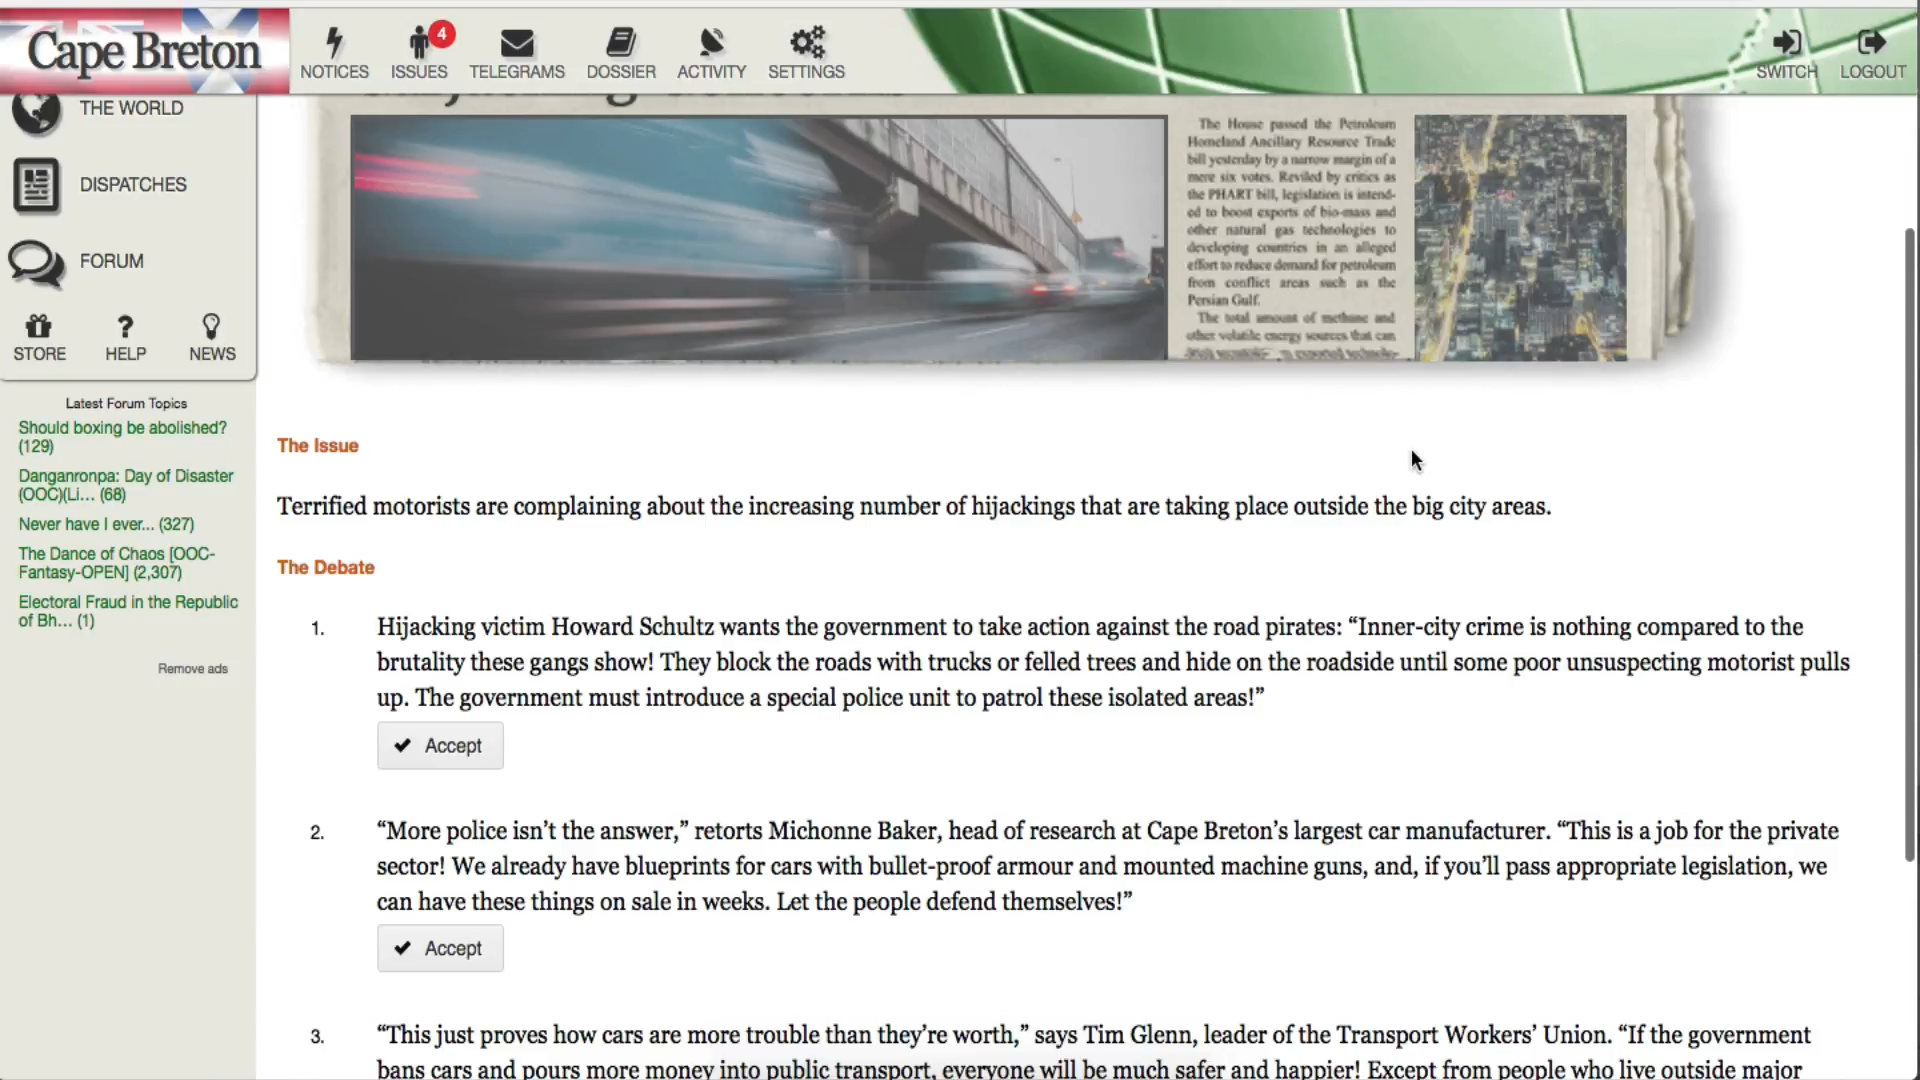 Cape Breton
NOTICES
ISSUES
4
TELEGRAMS
DOSSIER
ACTIVITY
SETTINGS
SWITCH
LOGOUT
THE WORLD
DISPATCHES
FORUM
STORE
HELP
NEWS
Latest Forum Topics
Should boxing be abolished?
(129)
Danganronpa: Day of Disaster
(OOC)(Li... (68)
Never have I ever... (327)
The Dance of Chaos [OOC-
Fantasy-OPEN] (2,307)
Electoral Fraud in the Republic
of Bh... (1)
Remove ads
The House passed the Petroleum
Homeland Ancillary Resource Trade
bill yesterday by a narrow margin of a
mere six votes. Reviled by critics as
the PHART bill, legislation is intend-
ed to boost exports of bio-mass and
other natural gas technologies to
developing countries in an alleged
effort to reduce demand for petroleum
from conflict areas such as the
Persian Gulf.
The total amount of methane and
other volatile energy sources that can
The Issue
Terrified motorists are complaining about the increasing number of hijackings that are taking place outside the big city areas.
The Debate
1. Hijacking victim Howard Schultz wants the government to take action against the road pirates: “Inner-city crime is nothing compared to the
brutality these gangs show! They block the roads with trucks or felled trees and hide on the roadside until some poor unsuspecting motorist pulls
up. The government must introduce a special police unit to patrol these isolated areas!”
Accept
2. “More police isn’t the answer,” retorts Michonne Baker, head of research at Cape Breton’s largest car manufacturer. “This is a job for the private
sector! We already have blueprints for cars with bullet-proof armour and mounted machine guns, and, if you’ll pass appropriate legislation, we
can have these things on sale in weeks. Let the people defend themselves!”
Accept
3. “This just proves how cars are more trouble than they’re worth,” says Tim Glenn, leader of the Transport Workers’ Union. “If the government
bans cars and pours more money into public transport, everyone will be much safer and happier! Except from people who live outside major